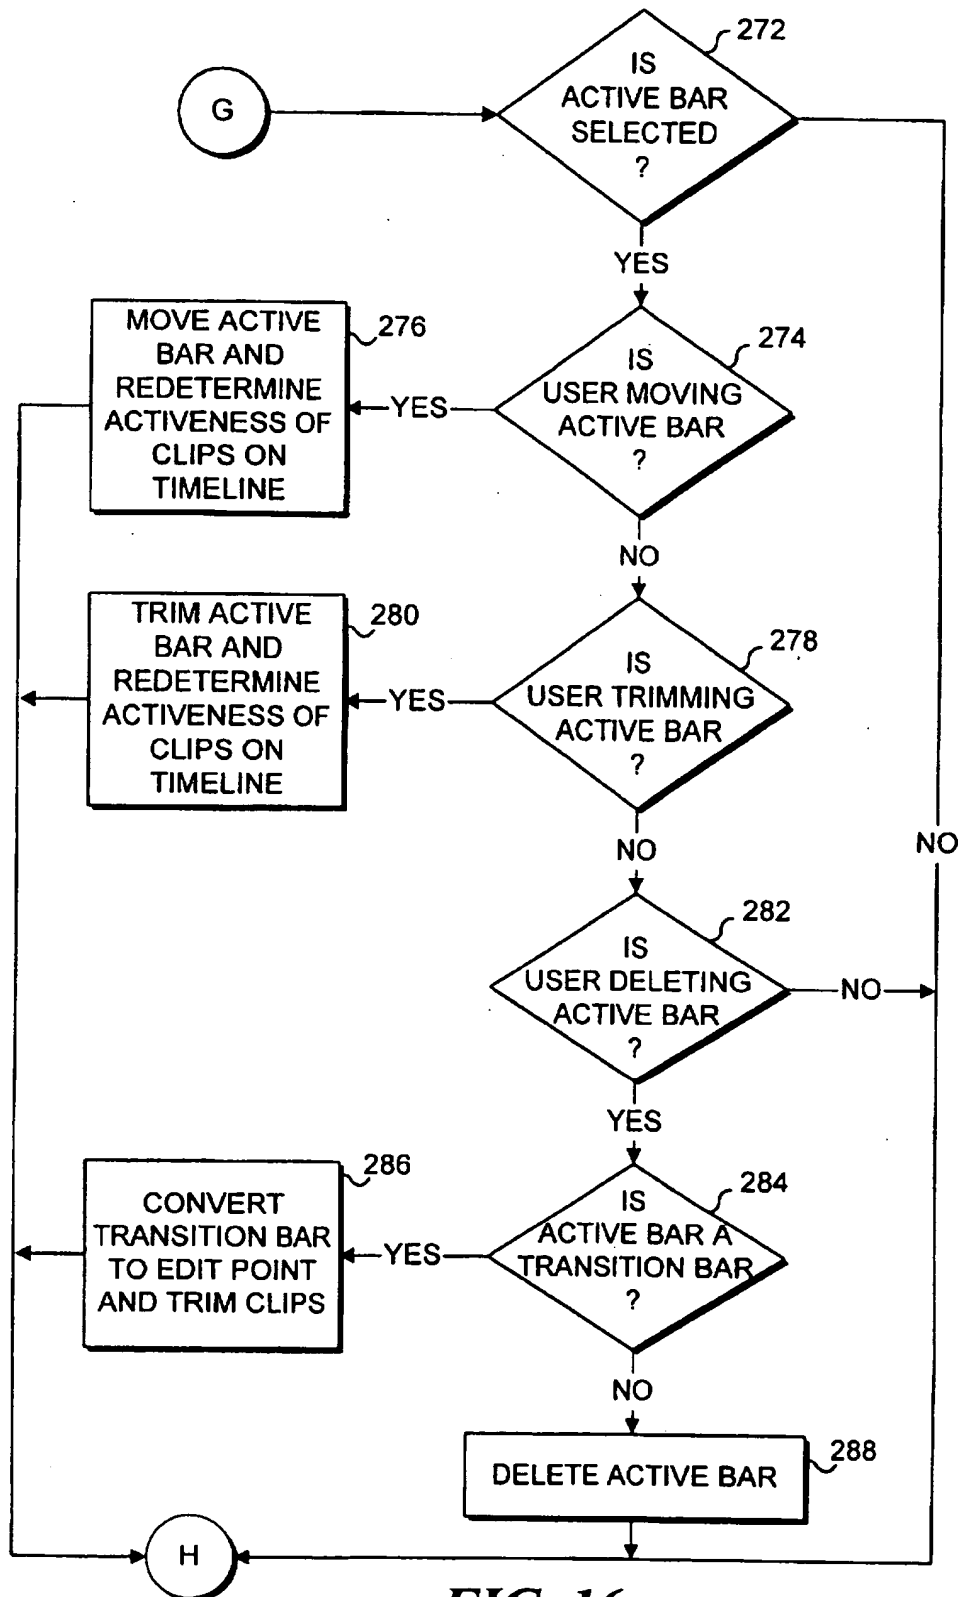 272
IS
ACTIVE BAR
SELECTED
?
G
YES
MOVE ACTIVE
BAR AND
REDETERMINE
ACTIVENESS OF
CLIPS ON
TIMELINE
276
YES
IS
USER MOVING
ACTIVE BAR
?
274
NO
TRIM ACTIVE
BAR AND
REDETERMINE
ACTIVENESS OF
CLIPS ON
TIMELINE
280
YES
IS
USER TRIMMING
ACTIVE BAR
?
278
NO
NO
IS
USER DELETING
ACTIVE BAR
?
282
NO
YES
CONVERT
TRANSITION BAR
TO EDIT POINT
AND TRIM CLIPS
286
YES
IS
ACTIVE BAR A
TRANSITION BAR
?
284
NO
DELETE ACTIVE BAR
288
H
FIG. 16